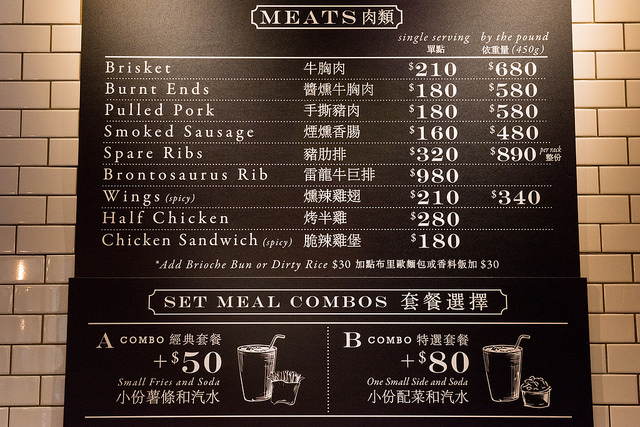 MEATS 肉類
single serving by the pound
單點 依重量 (450g)
Brisket 牛胸肉 $210 $680
Burnt Ends 醬燻牛胸肉 $180 $580
Pulled Pork 手撕豬肉 $180 $580
Smoked Sausage 煙燻香腸 $160 $480
Spare Ribs 豬肋排 $320 $890 per rack 整份
Brontosaurus Rib 雷龍牛巨排 $980
Wings (spicy) 燻辣雞翅 $210 $340
Half Chicken 烤半雞 $280
Chicken Sandwich (spicy) 脆辣雞堡 $180
*Add Brioche Bun or Dirty Rice $30 加點布里歐麵包或香料飯加 $30
SET MEAL COMBOS 套餐選擇
A COMBO 經典套餐
+$50
Small Fries and Soda
小份薯條和汽水
B COMBO 特選套餐
+$80
One Small Side and Soda
小份配菜和汽水